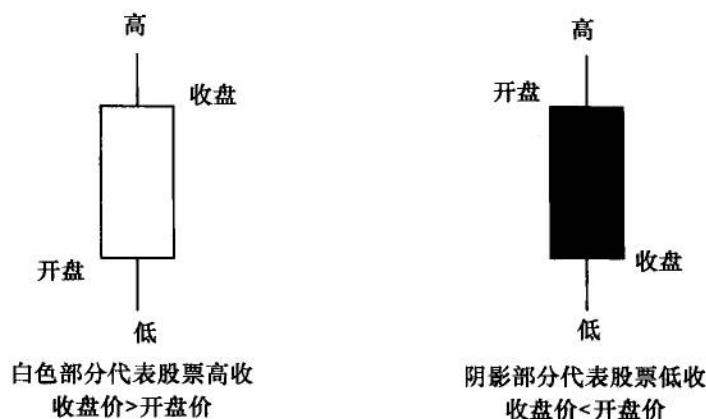 高
收盘
开盘
低
白色部分代表股票高收
收盘价>开盘价
高
开盘
收盘
低
阴影部分代表股票低收
收盘价<开盘价